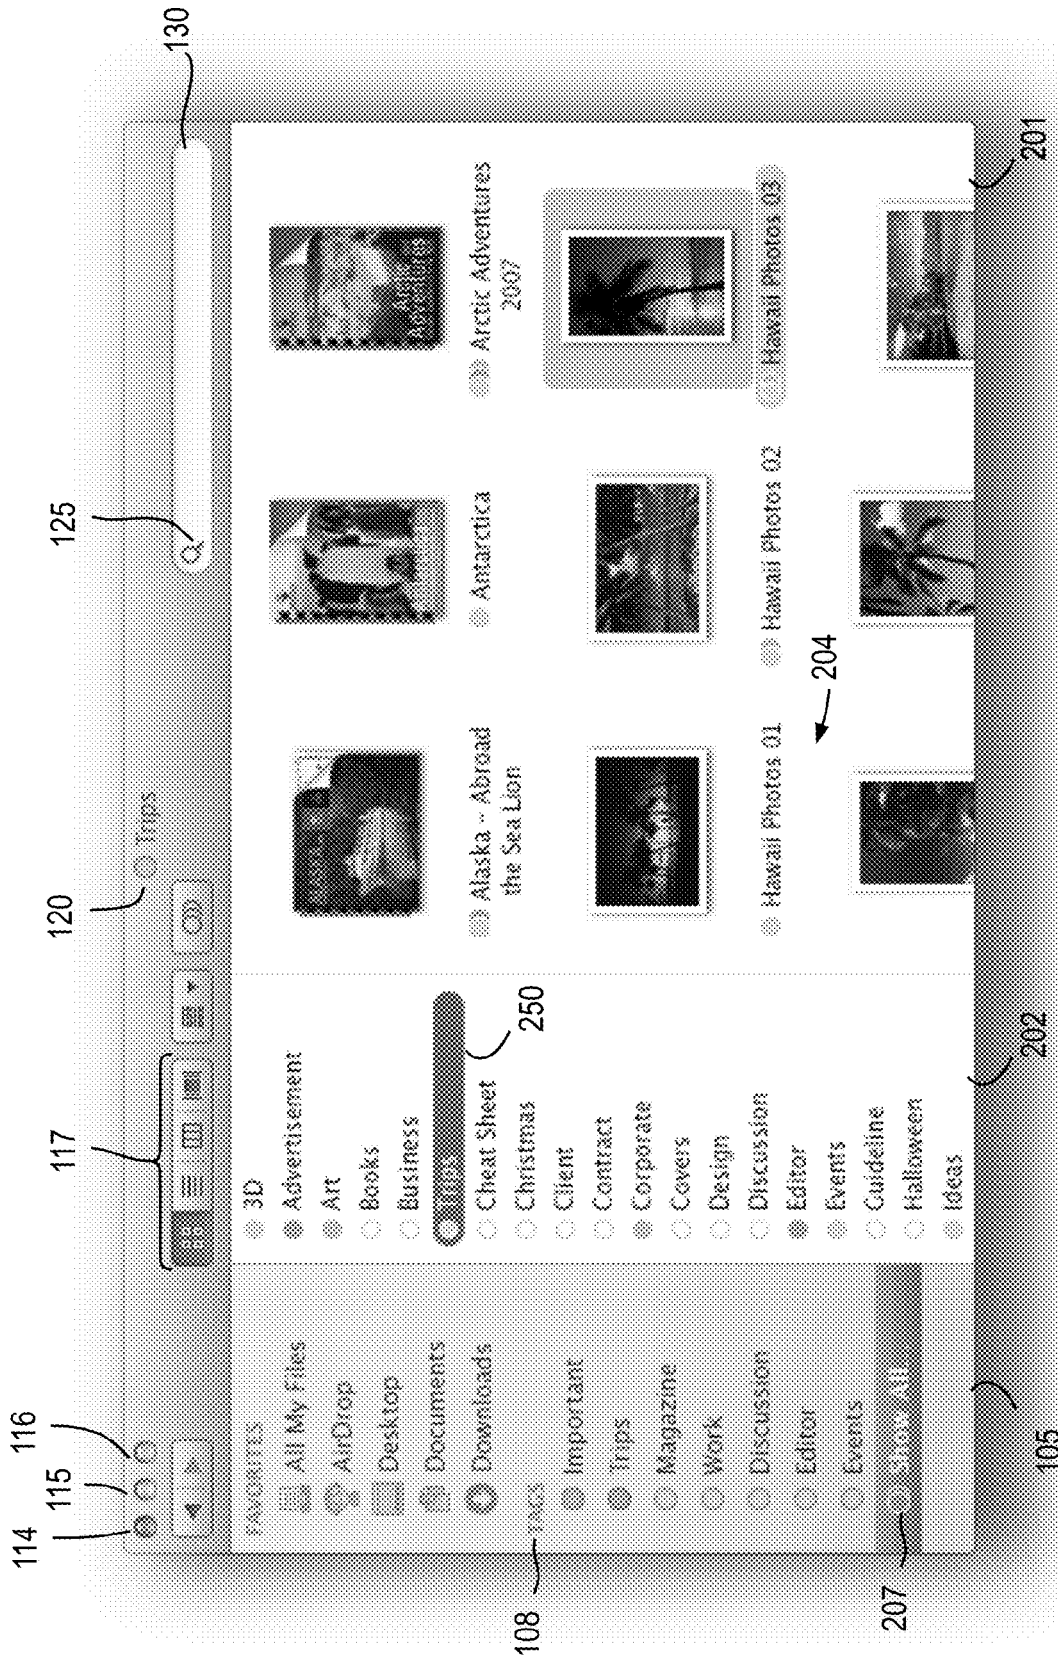 114
115
116
117
120
125
130
Trips
FAVORITES
All My Files
AirDrop
Desktop
Documents
Downloads
TAGS
Important
Trips
Magazine
Work
Discussion
Editor
Events
Show All
3D
Advertisement
Art
Books
Business
Trips
Cheat Sheet
Christmas
Client
Contract
Corporate
Covers
Design
Discussion
Editor
Events
Guideline
Halloween
Ideas
Alaska - Abroad
the Sea Lion
Antarctica
Arctic Adventures
2007
Hawaii Photos 01
Hawaii Photos 02
Hawaii Photos 03
108
207
105
250
202
204
201